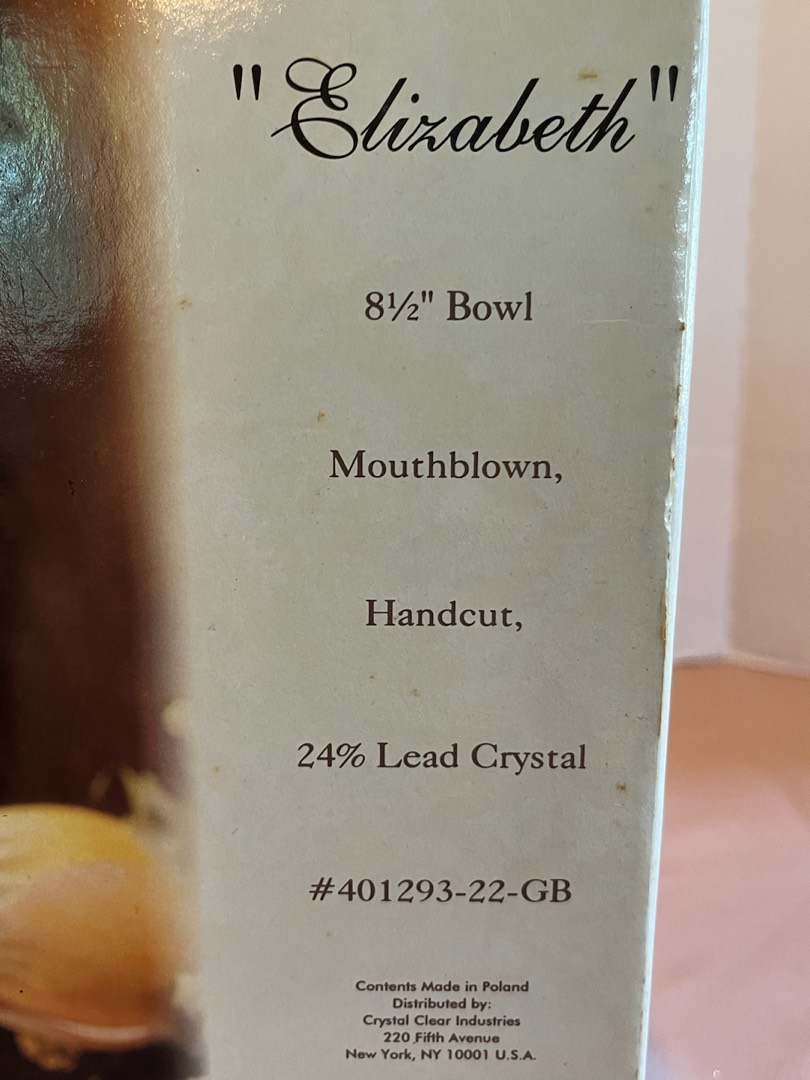 "Elizabeth"
8½" Bowl
Mouthblown,
Handcut,
24% Lead Crystal
#401293-22-GB
Contents Made in Poland
Distributed by:
Crystal Clear Industries
220 Fifth Avenue
New York, NY 10001 U.S.A.